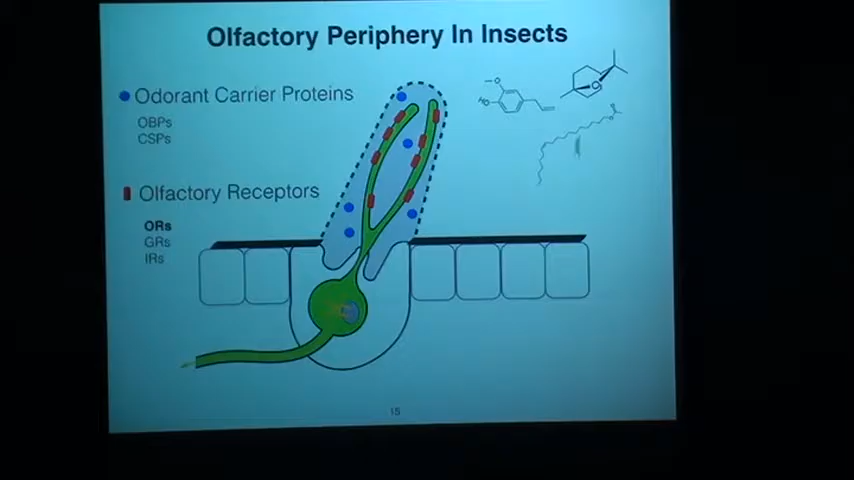 Olfactory Periphery In Insects
Odorant Carrier Proteins
OBPs
CSPs
Olfactory Receptors
ORs
GRs
IRs
15